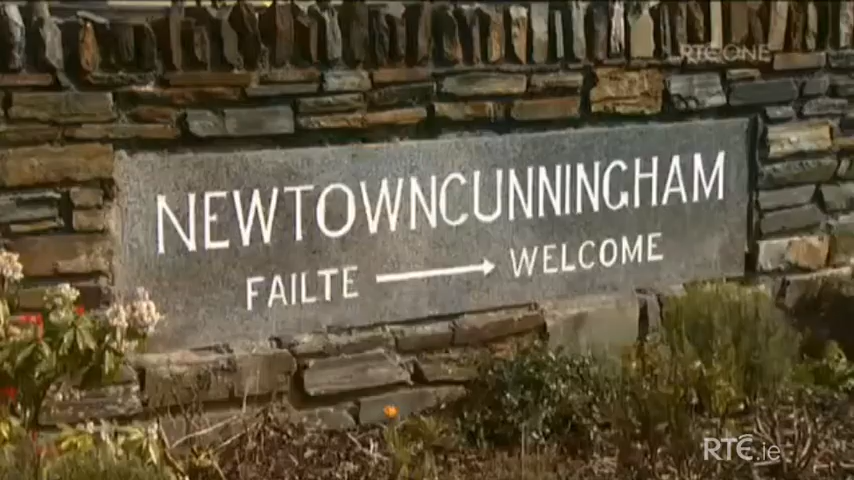 RTÉ ONE
NEWTOWNCUNNINGHAM
FAILTE → WELCOME
RTÉ.ie